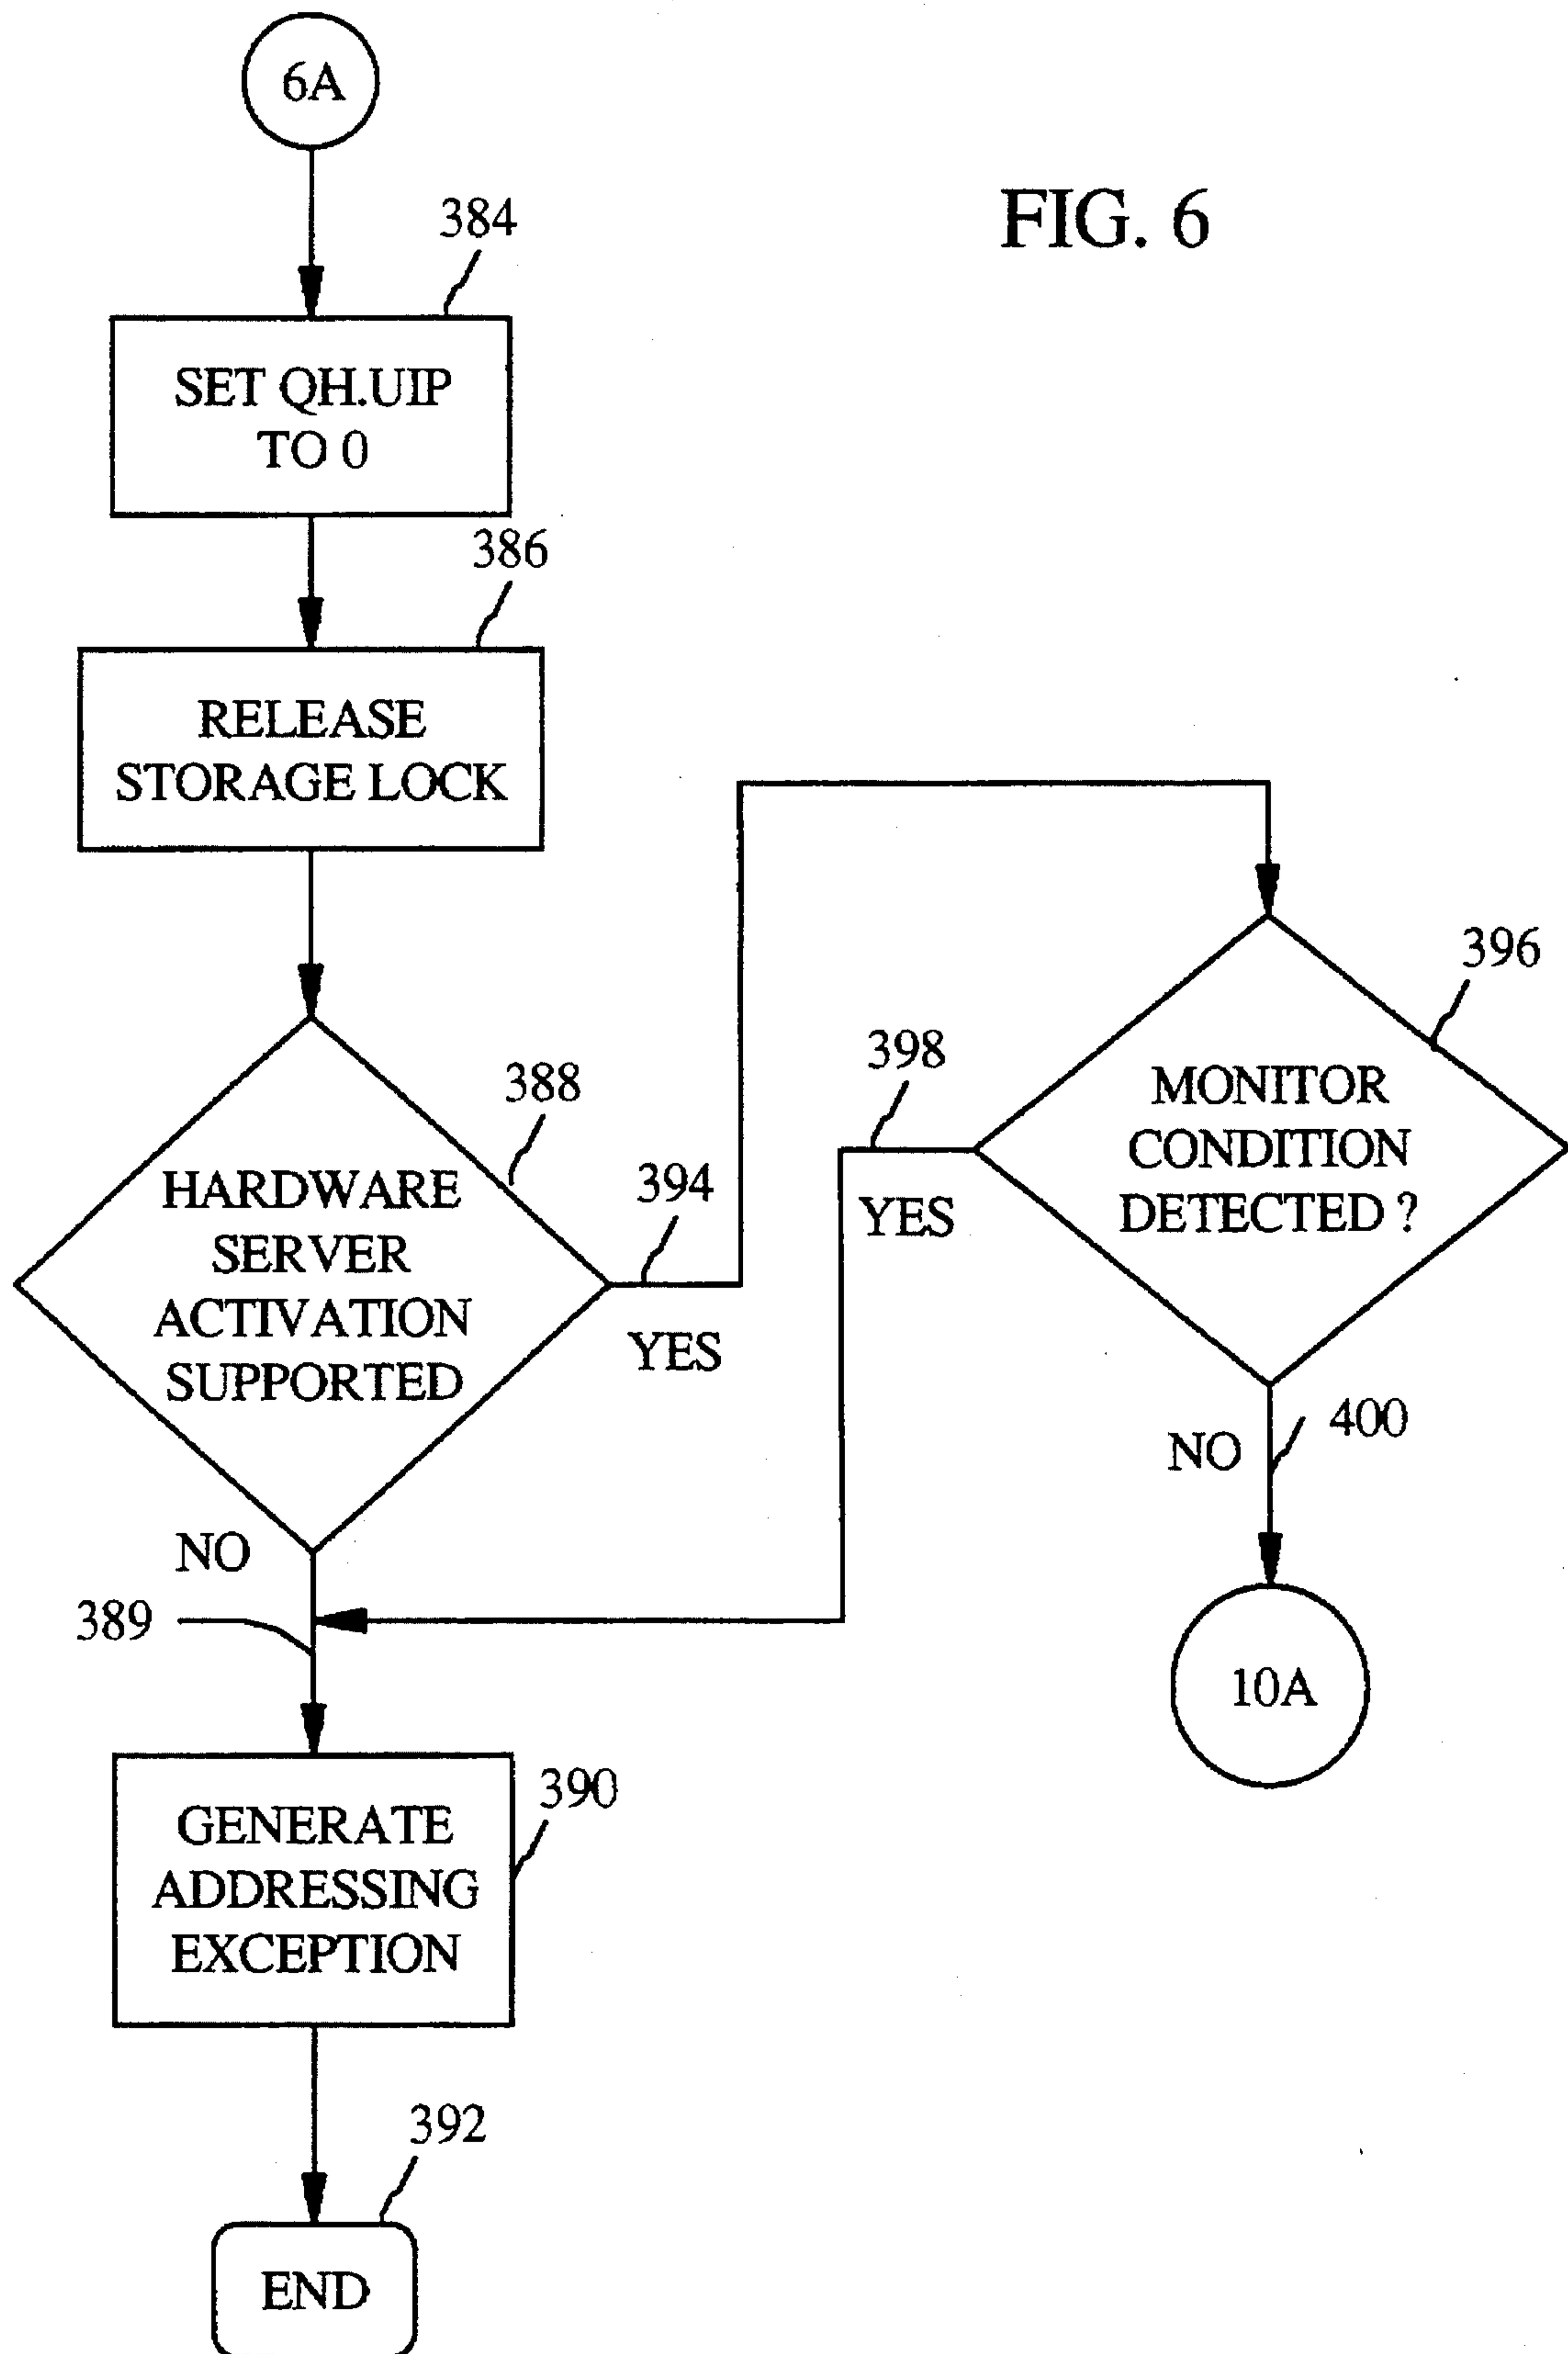 6A
FIG. 6
384
SET QH.UIP
TO 0
386
RELEASE
STORAGE LOCK
388
HARDWARE
SERVER
ACTIVATION
SUPPORTED
394
YES
396
MONITOR
CONDITION
DETECTED ?
398
YES
NO
400
10A
NO
389
390
GENERATE
ADDRESSING
EXCEPTION
392
END